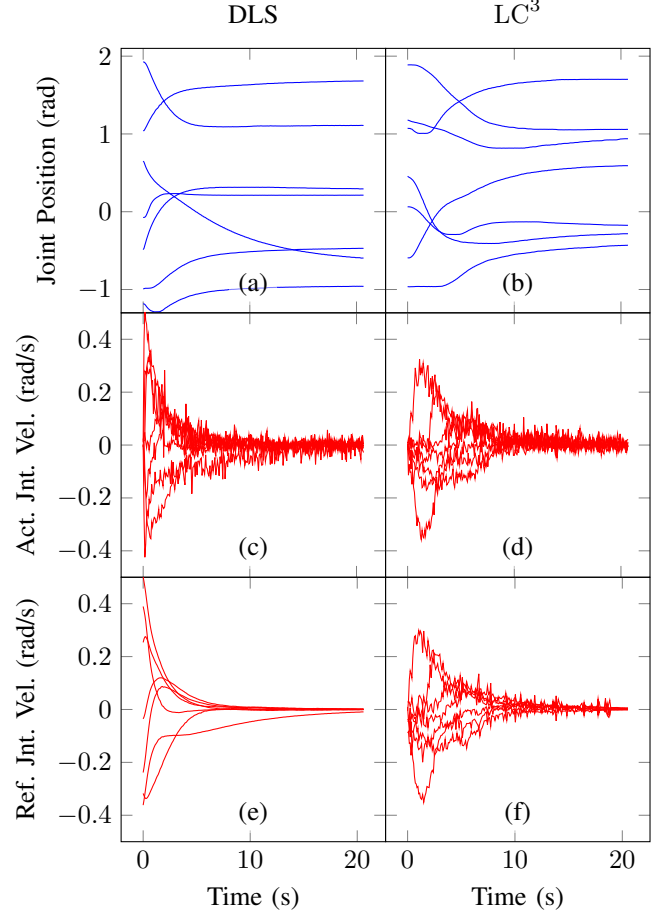 DLS LC³
2
1
0
−1
Joint Position (rad)
(a) (b)
0.4
0.2
0
−0.2
−0.4
Act. Jnt. Vel. (rad/s)
(c) (d)
0.4
0.2
0
−0.2
−0.4
Ref. Jnt. Vel. (rad/s)
(e) (f)
0 10 20 0 10 20
Time (s) Time (s)